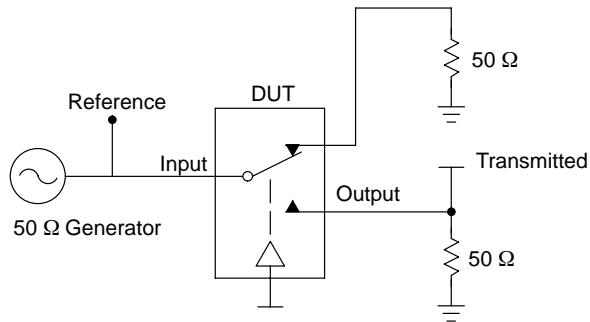 50 Ω
DUT
Reference
Input
Transmitted
Output
50 Ω Generator
50 Ω